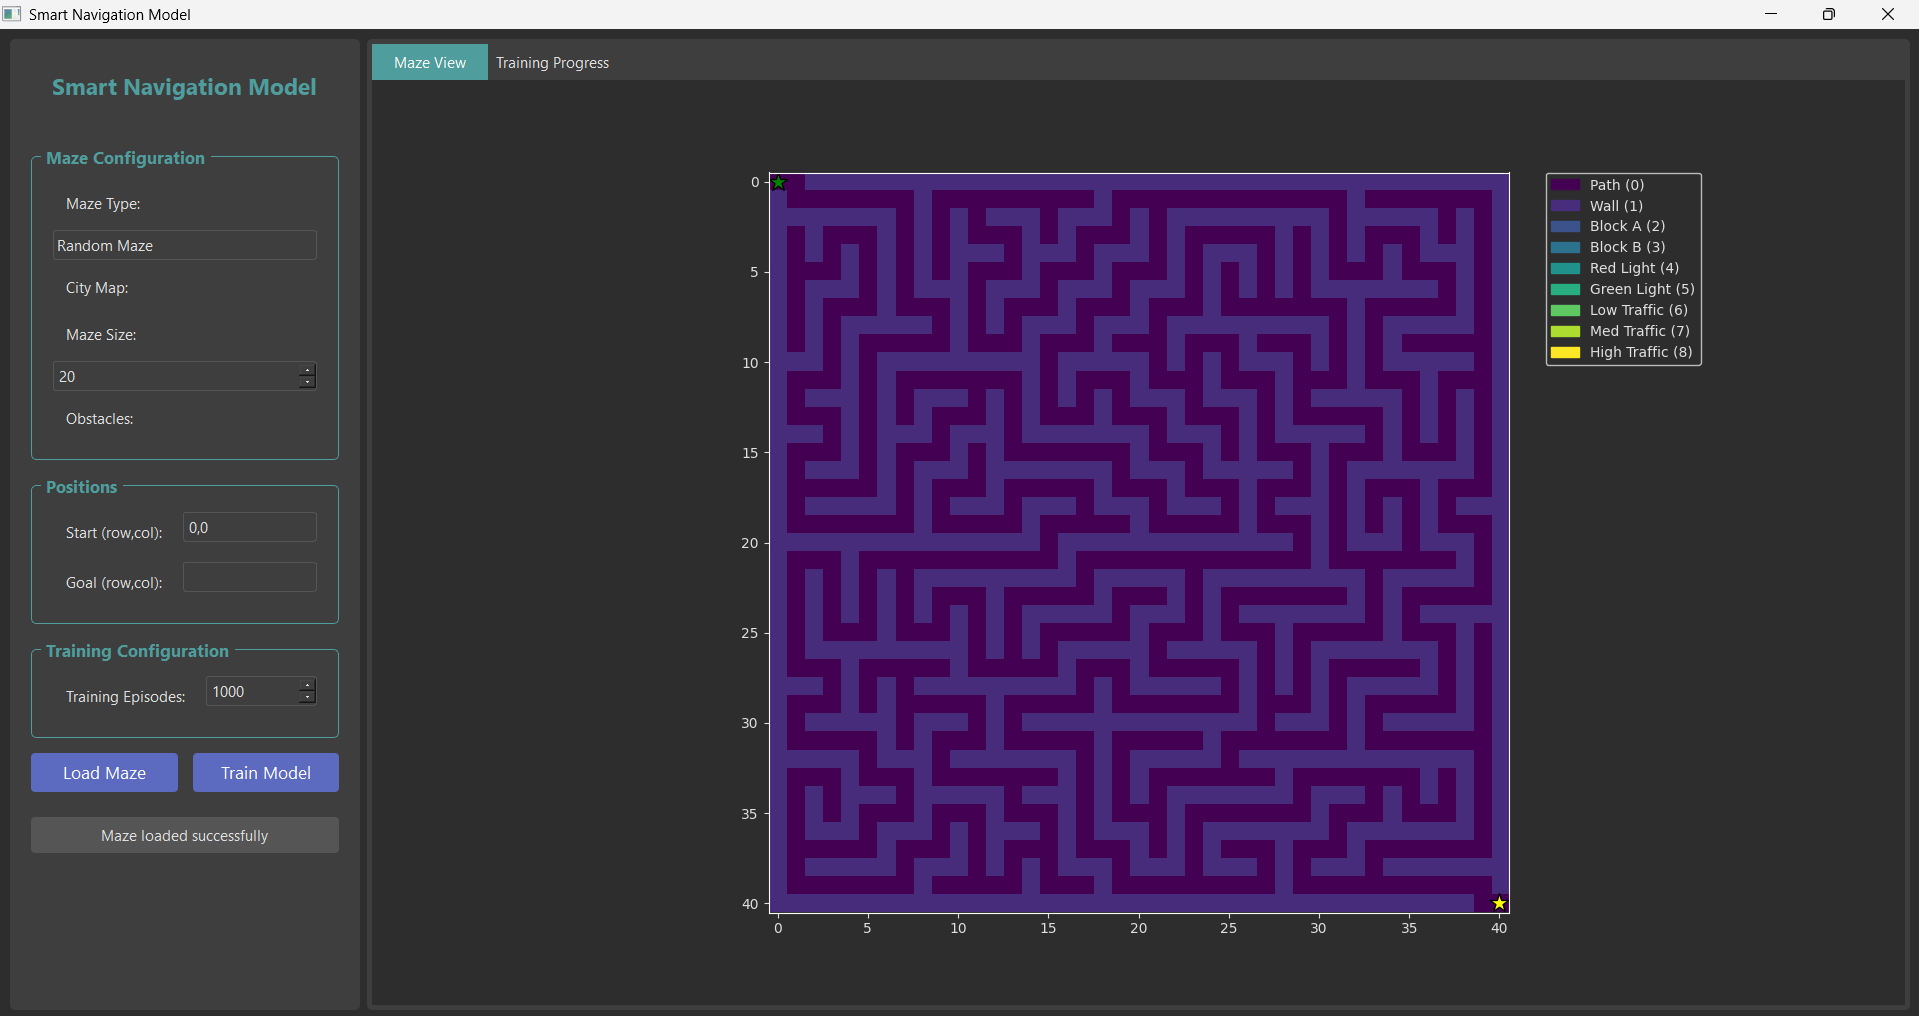 Smart Navigation Model
Smart Navigation Model
Maze Configuration
Maze Type:
Random Maze
City Map:
Maze Size:
20
Obstacles:
Positions
Start (row,col):
0,0
Goal (row,col):
Training Configuration
Training Episodes:
1000
Load Maze
Train Model
Maze loaded successfully
Maze View
Training Progress
0
5
10
15
20
25
30
35
40
0
5
10
15
20
25
30
35
40
Path (0)
Wall (1)
Block A (2)
Block B (3)
Red Light (4)
Green Light (5)
Low Traffic (6)
Med Traffic (7)
High Traffic (8)